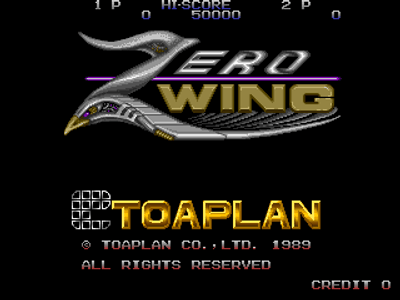 1 P HI-SCORE 2 P
0 50000 0
ZERO
WING
TOAPLAN
© TOAPLAN CO.,LTD. 1989
ALL RIGHTS RESERVED
CREDIT 0